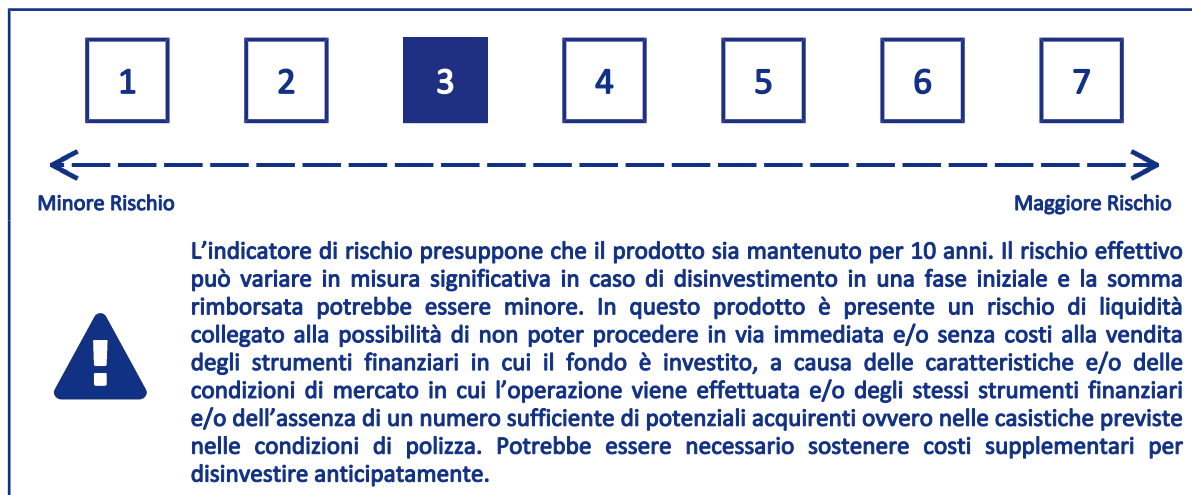 1 2 3 4 5 6 7
Minore Rischio Maggiore Rischio
L’indicatore di rischio presuppone che il prodotto sia mantenuto per 10 anni. Il rischio effettivo
può variare in misura significativa in caso di disinvestimento in una fase iniziale e la somma
rimborsata potrebbe essere minore. In questo prodotto è presente un rischio di liquidità
collegato alla possibilità di non poter procedere in via immediata e/o senza costi alla vendita
degli strumenti finanziari in cui il fondo è investito, a causa delle caratteristiche e/o delle
condizioni di mercato in cui l’operazione viene effettuata e/o degli stessi strumenti finanziari
e/o dell’assenza di un numero sufficiente di potenziali acquirenti ovvero nelle casistiche previste
nelle condizioni di polizza. Potrebbe essere necessario sostenere costi supplementari per
disinvestire anticipatamente.